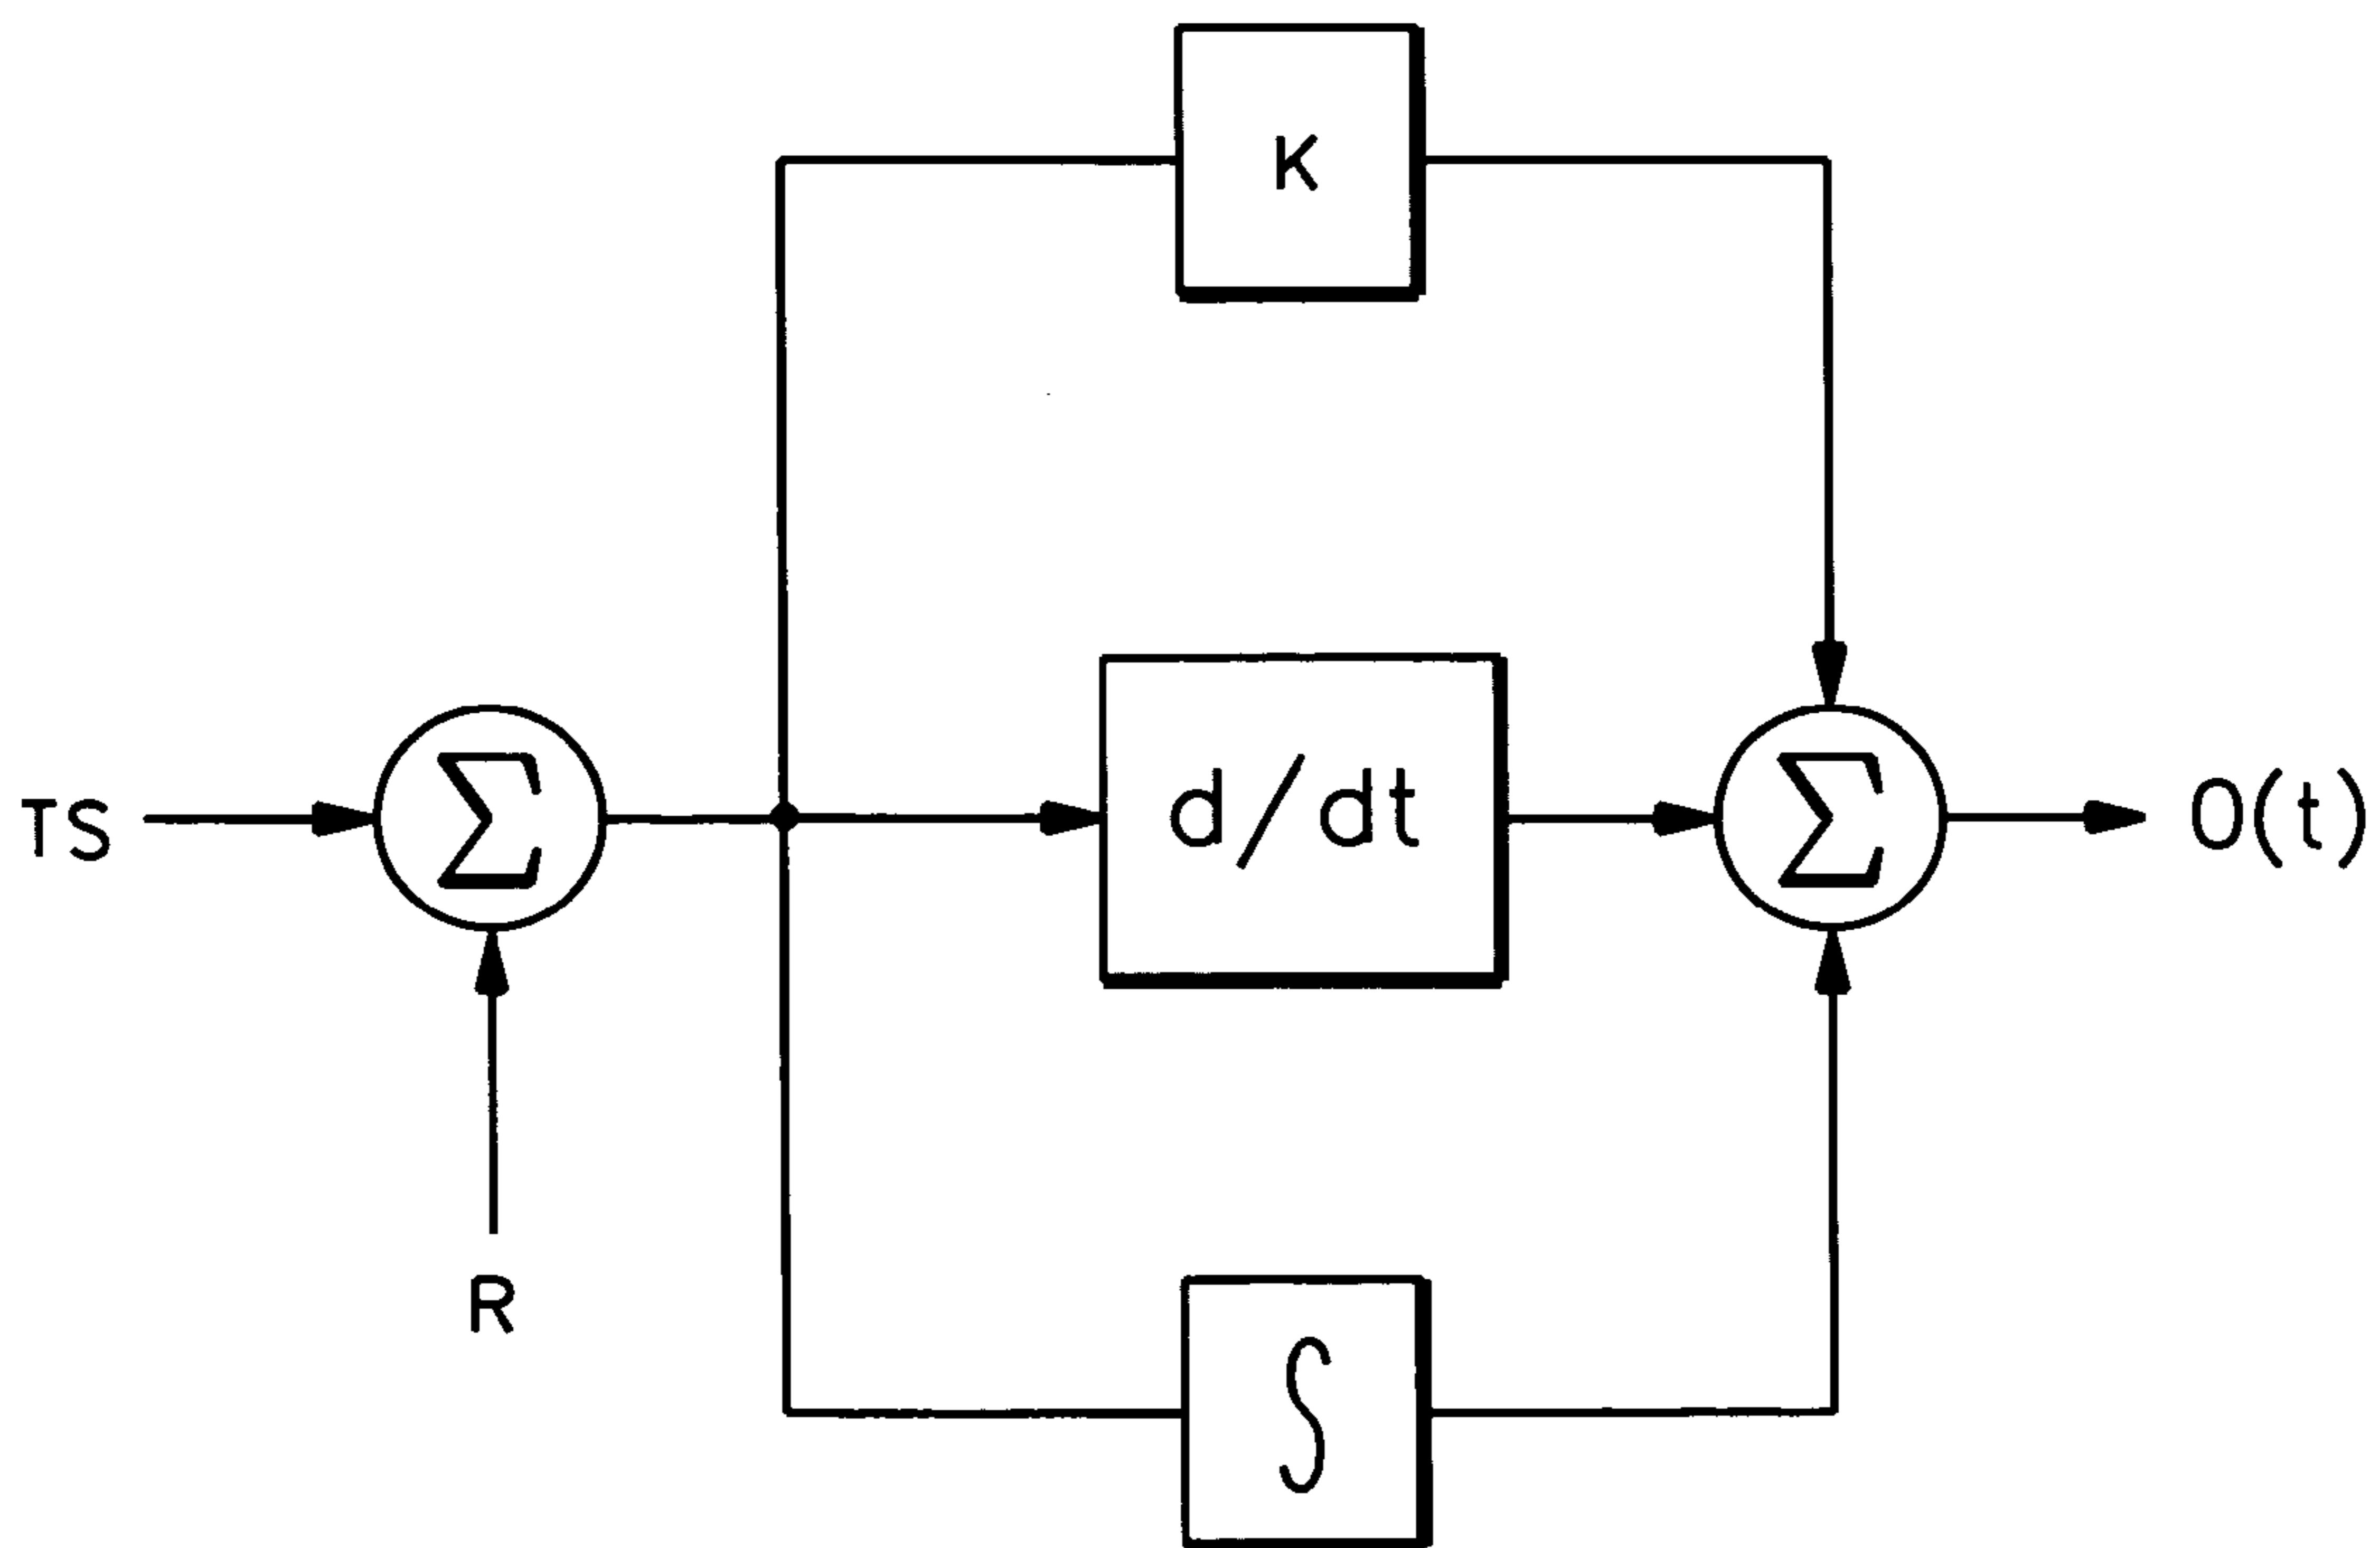 K
TS
Σ
d/dt
Σ
O(t)
R
∫